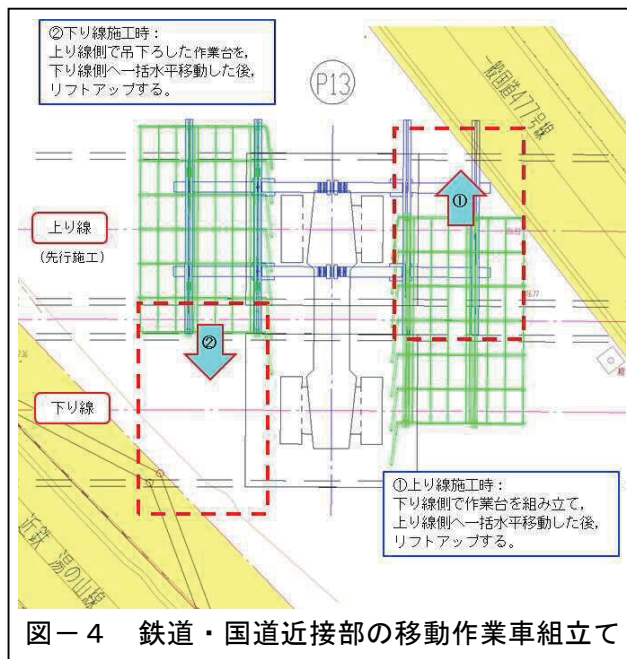 ②下り線施工時：
上り線側で吊下ろした作業台を，
下り線側へ一括水平移動した後，
リフトアップする。
P13
一般国道477号線
①
上り線
(先行施工)
②
下り線
①上り線施工時：
下り線側で作業台を組み立て，
上り線側へ一括水平移動した後，
リフトアップする。
近鉄 湯の山線
図－４　鉄道・国道近接部の移動作業車組立て